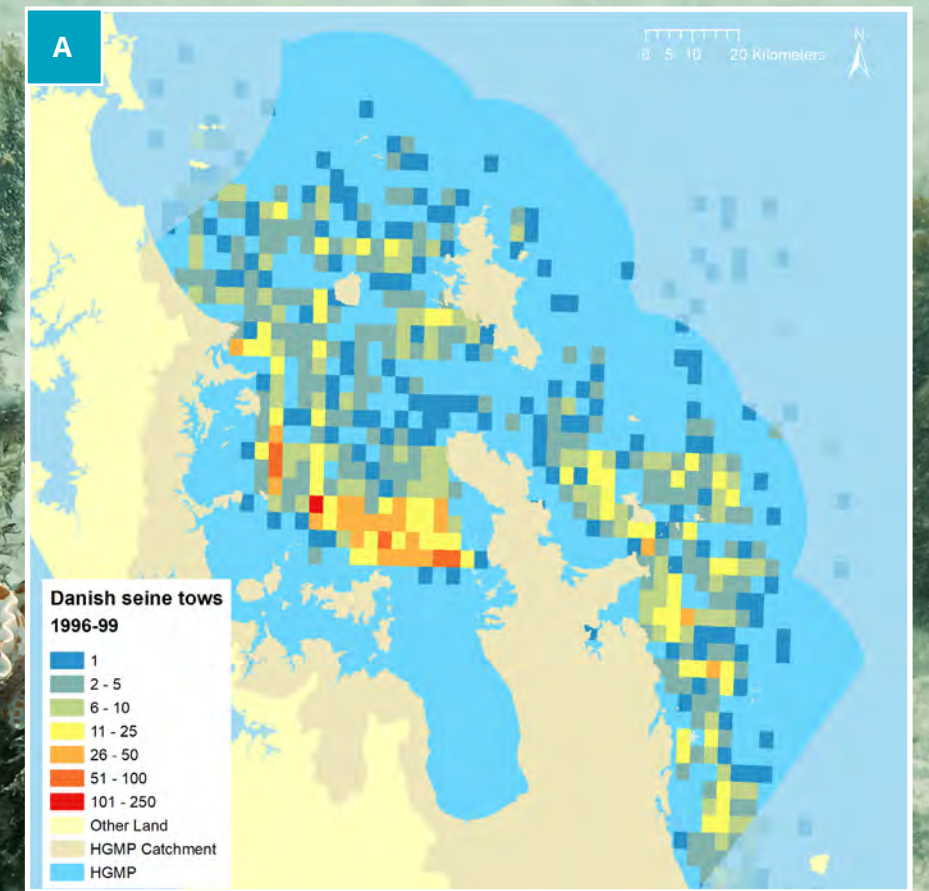 A
N
0 5 10 20 Kilometers
Danish seine tows
1996-99
1
2 - 5
6 - 10
11 - 25
26 - 50
51 - 100
101 - 250
Other Land
HGMP Catchment
HGMP